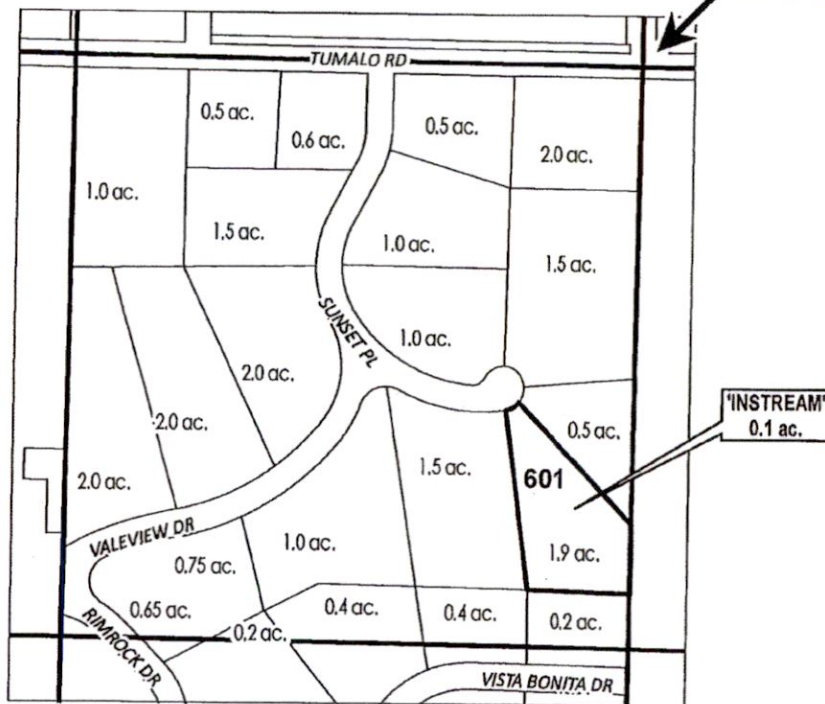 TUMALO RD
0.5 ac.
0.6 ac.
0.5 ac.
2.0 ac.
1.0 ac.
1.5 ac.
1.0 ac.
1.5 ac.
SUNSET PL
1.0 ac.
2.0 ac.
2.0 ac.
2.0 ac.
1.5 ac.
0.5 ac.
'INSTREAM'
0.1 ac.
601
1.9 ac.
VALEVIEW DR
0.75 ac.
1.0 ac.
0.65 ac.
0.2 ac.
0.4 ac.
0.4 ac.
0.2 ac.
RIMROCK DR
VISTA BONITA DR